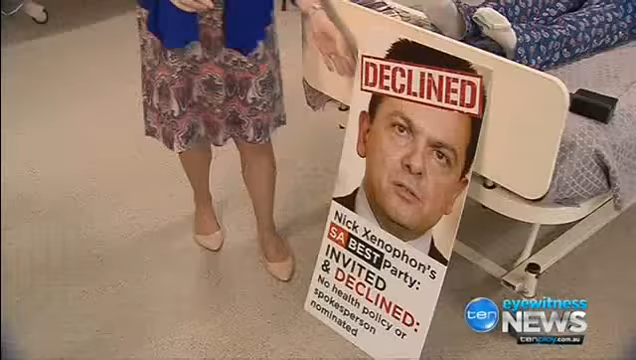 DECLINED
Nick Xenophon's
SA BEST Party:
INVITED
& DECLINED:
No health policy or
spokesperson
nominated
ten
eyewitness
NEWS
tenplay.com.au